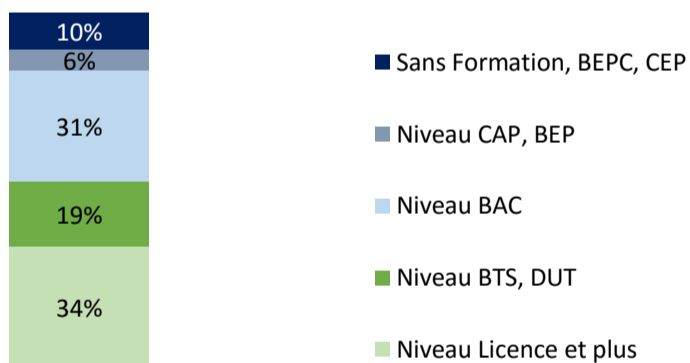 10%
6%
31%
19%
34%
Sans Formation, BEPC, CEP
Niveau CAP, BEP
Niveau BAC
Niveau BTS, DUT
Niveau Licence et plus